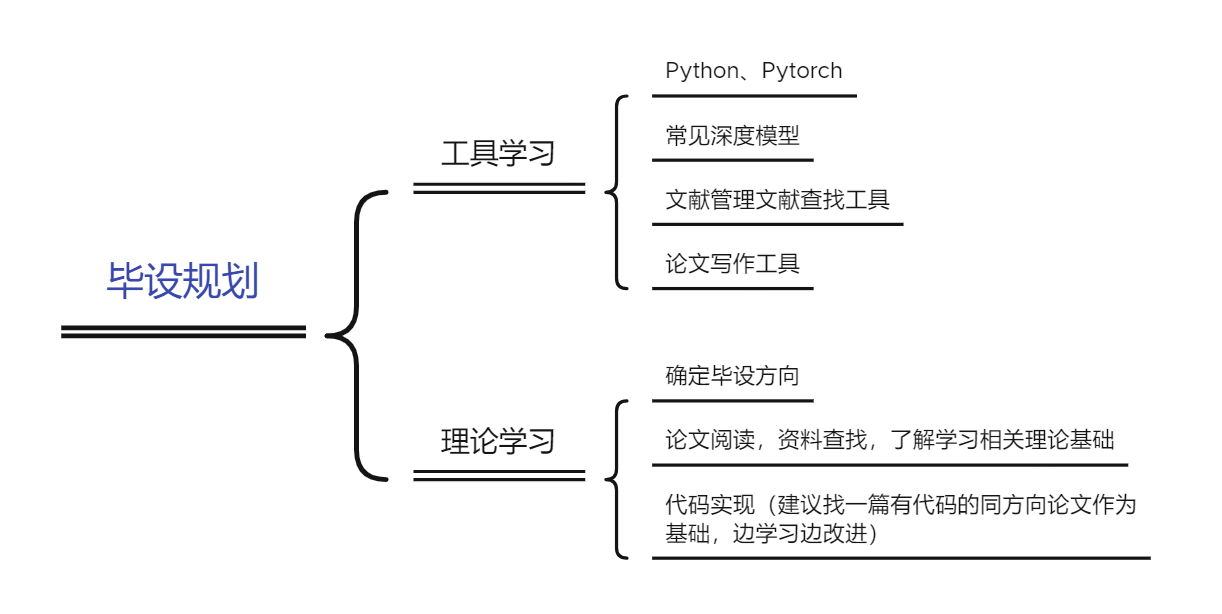 毕设规划
工具学习
Python、Pytorch
常见深度模型
文献管理文献查找工具
论文写作工具
理论学习
确定毕设方向
论文阅读，资料查找，了解学习相关理论基础
代码实现（建议找一篇有代码的同方向论文作为
基础，边学习边改进）